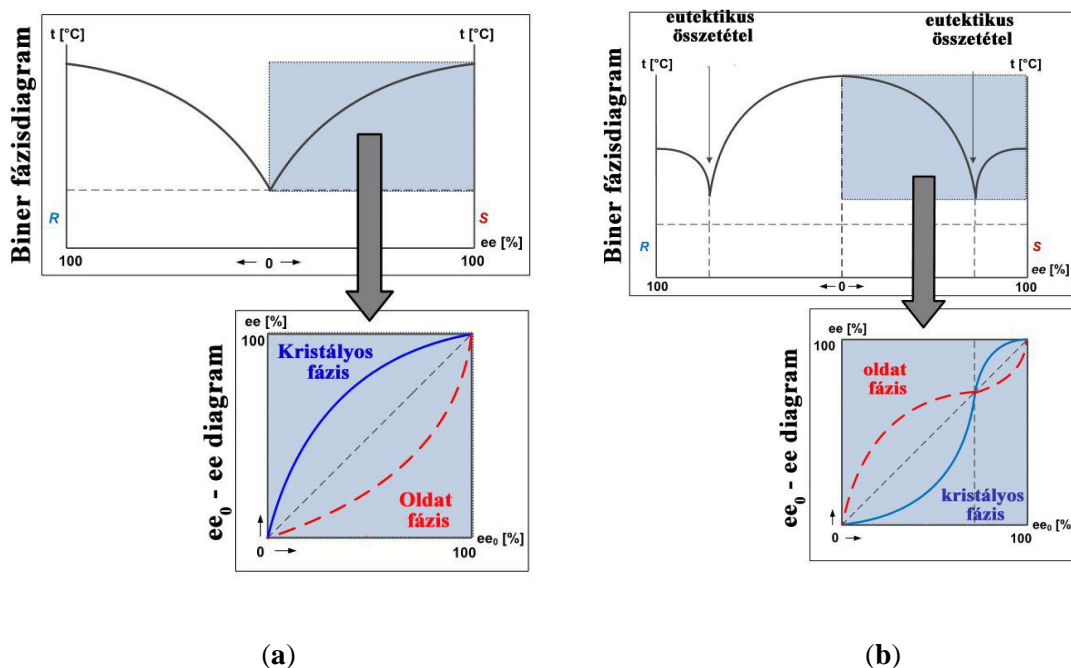 Biner fázisdiagram
t [°C]
t [°C]
R
S
ee [%]
100
0
100
ee0 - ee diagram
ee [%]
100
Kristályos
fázis
Oldat
fázis
ee0 [%]
0
100
(a)
Biner fázisdiagram
eutektikus
összetétel
eutektikus
összetétel
t [°C]
t [°C]
R
S
ee [%]
100
0
100
ee0 - ee diagram
ee [%]
100
oldat
fázis
kristályos
fázis
ee0 [%]
0
100
(b)